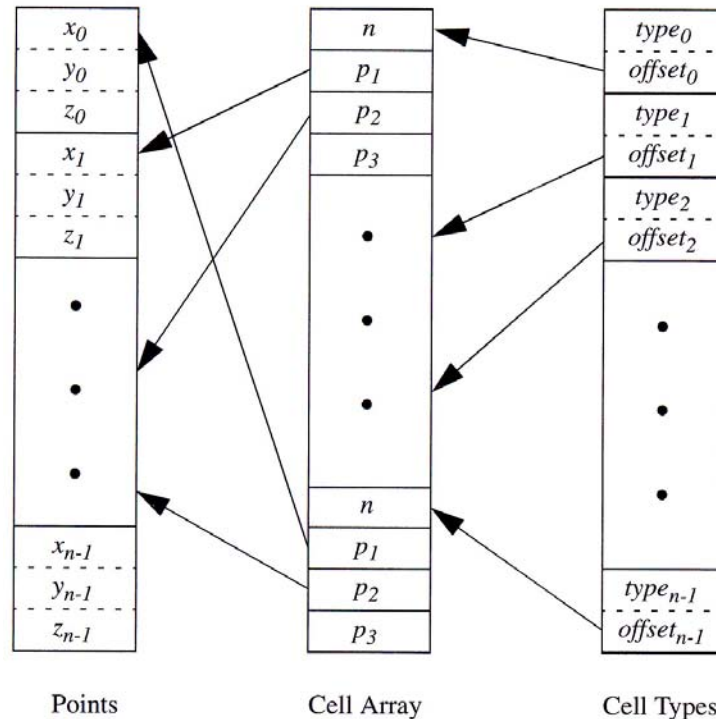 x0
y0
z0
x1
y1
z1
xn-1
yn-1
zn-1
Points
n
p1
p2
p3
n
p1
p2
p3
Cell Array
type0
offset0
type1
offset1
type2
offset2
typen-1
offsetn-1
Cell Types